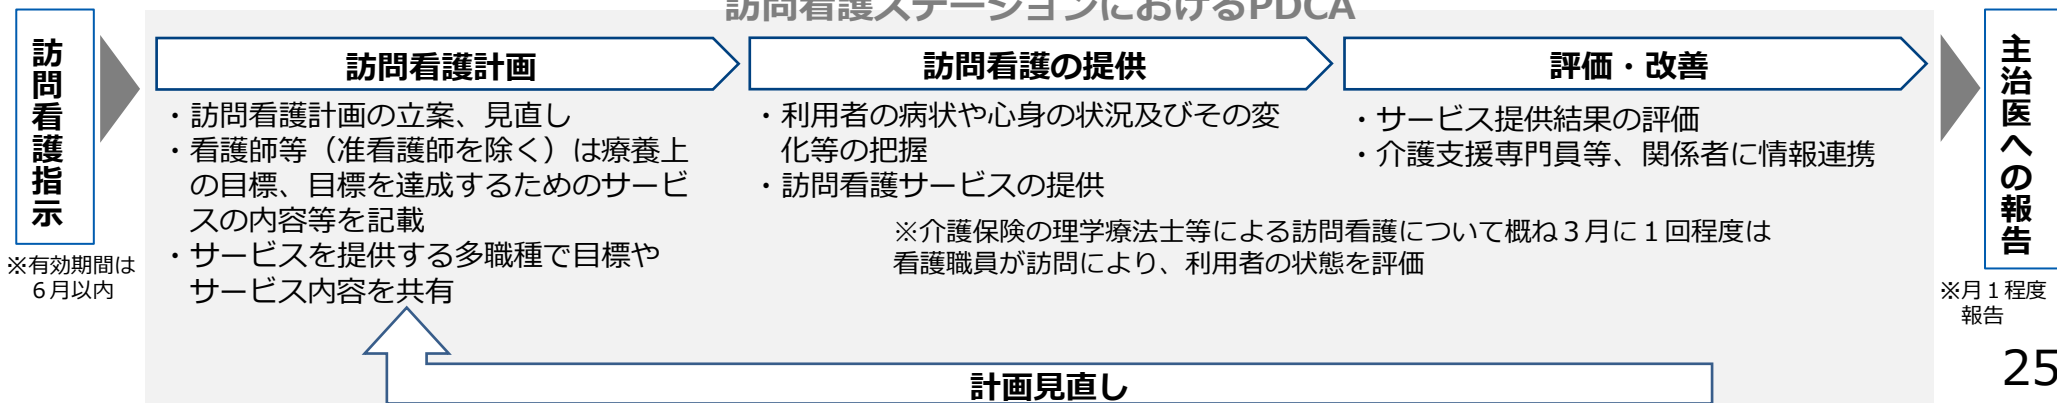 訪問看護ステーションにおけるPDCA
訪問看護指示
※有効期間は
６月以内
訪問看護計画
・訪問看護計画の立案、見直し
・看護師等（准看護師を除く）は療養上
の目標、目標を達成するためのサービ
スの内容等を記載
・サービスを提供する多職種で目標や
サービス内容を共有
訪問看護の提供
・利用者の病状や心身の状況及びその変
化等の把握
・訪問看護サービスの提供
※介護保険の理学療法士等による訪問看護について概ね３月に１回程度は
看護職員が訪問により、利用者の状態を評価
評価・改善
・サービス提供結果の評価
・介護支援専門員等、関係者に情報連携
計画見直し
主治医への報告
※月１程度
報告
25